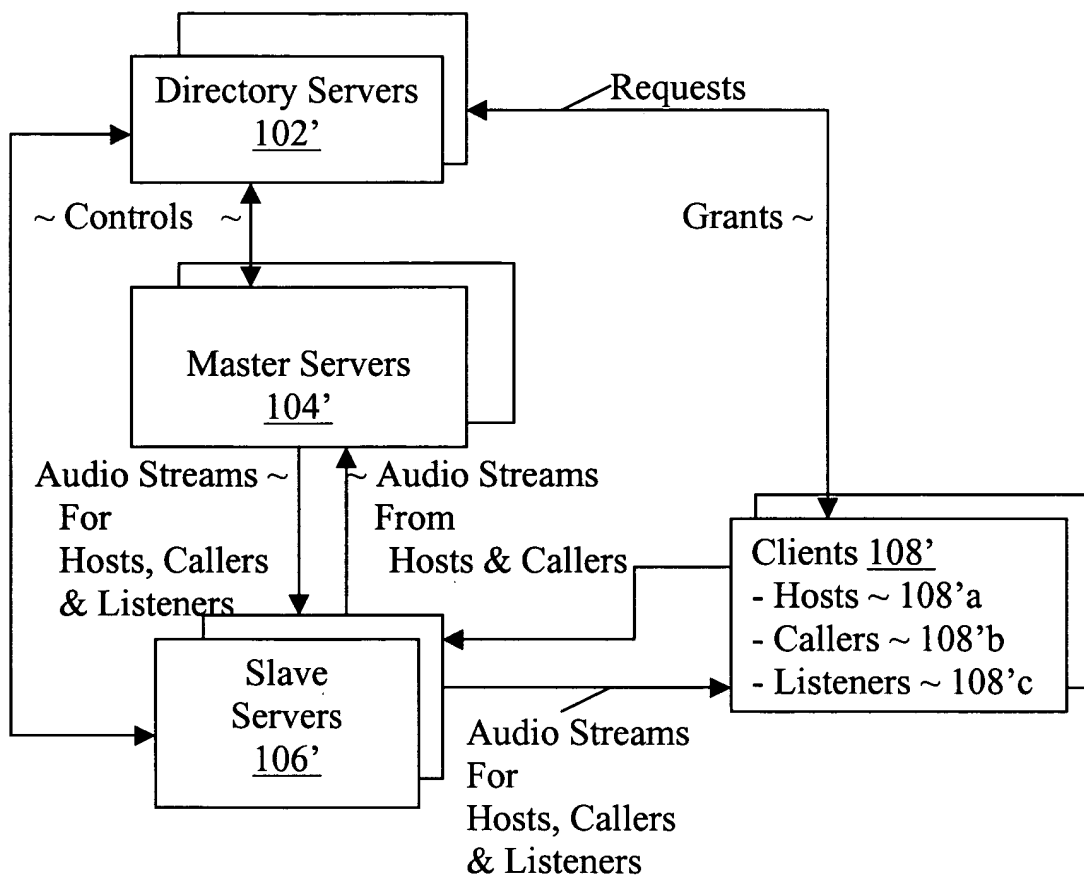 Directory Servers
102’
Requests
~ Controls ~
Grants ~
Master Servers
104’
Audio Streams ~
For
Hosts, Callers
& Listeners
~ Audio Streams
From
Hosts & Callers
Clients 108’
- Hosts ~ 108’a
- Callers ~ 108’b
- Listeners ~ 108’c
Slave
Servers
106’
Audio Streams
For
Hosts, Callers
& Listeners